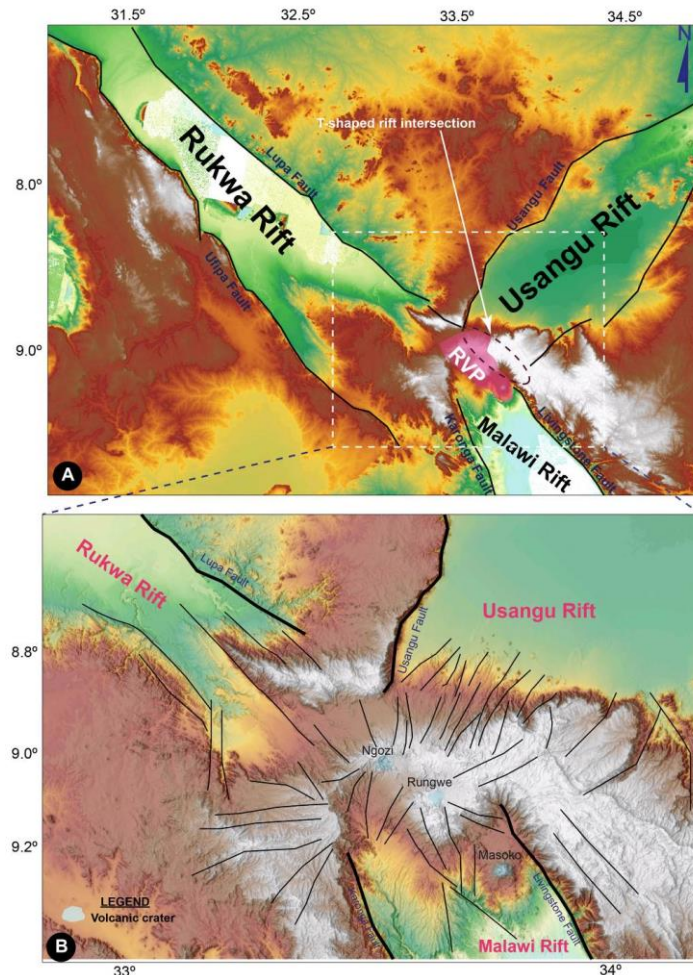 31.5º 32.5º 33.5º 34.5º
N
T-shaped rift intersection
Rukwa Rift
Lupa Fault
Usangu Fault
Usangu Rift
8.0º
Ufipa Fault
9.0º
RVP
Karonga Fault
Malawi Rift
Livingstone Fault
A
Rukwa Rift
Lupa Fault
Usangu Fault
Usangu Rift
8.8º
9.0º
9.2º
Ngozi
Rungwe
Masoko
Livingstone Fault
LEGEND
Volcanic crater
B
Malawi Rift
33º 34º